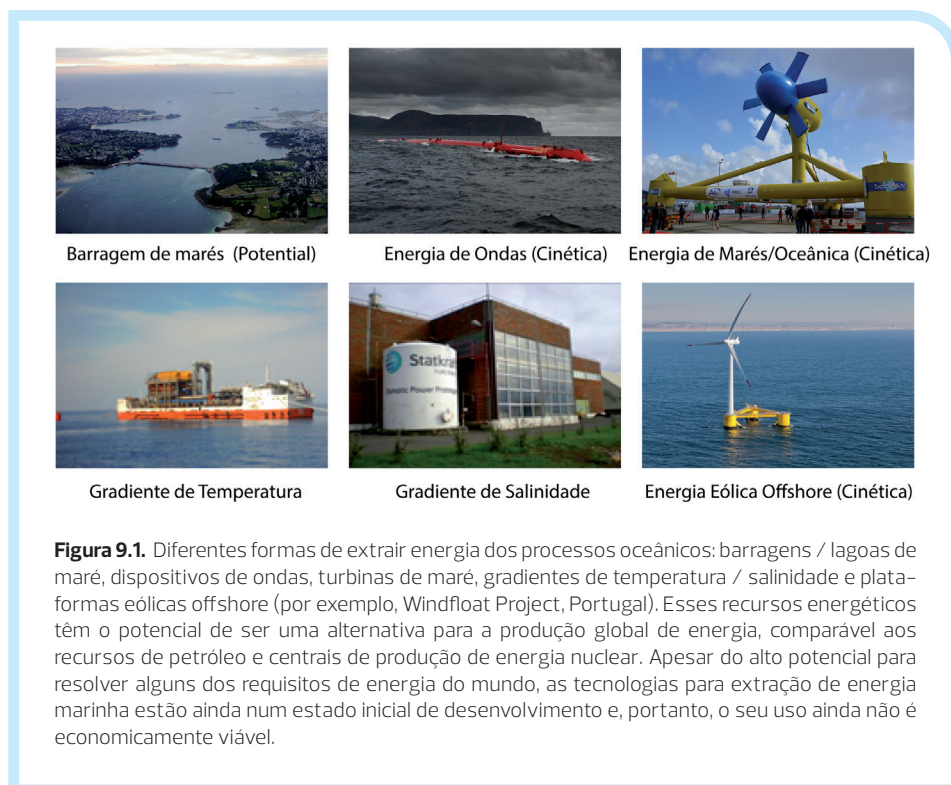 Barragem de marés (Potential)
Energia de Ondas (Cinética)
Energia de Marés/Oceânica (Cinética)
Statkraft
Gradiente de Temperatura
Gradiente de Salinidade
Energia Eólica Offshore (Cinética)
Figura 9.1. Diferentes formas de extrair energia dos processos oceânicos: barragens / lagoas de
maré, dispositivos de ondas, turbinas de maré, gradientes de temperatura / salinidade e plata-
formas eólicas offshore (por exemplo, Windfloat Project, Portugal). Esses recursos energéticos
têm o potencial de ser uma alternativa para a produção global de energia, comparável aos
recursos de petróleo e centrais de produção de energia nuclear. Apesar do alto potencial para
resolver alguns dos requisitos de energia do mundo, as tecnologias para extração de energia
marinha estão ainda num estado inicial de desenvolvimento e, portanto, o seu uso ainda não é
economicamente viável.